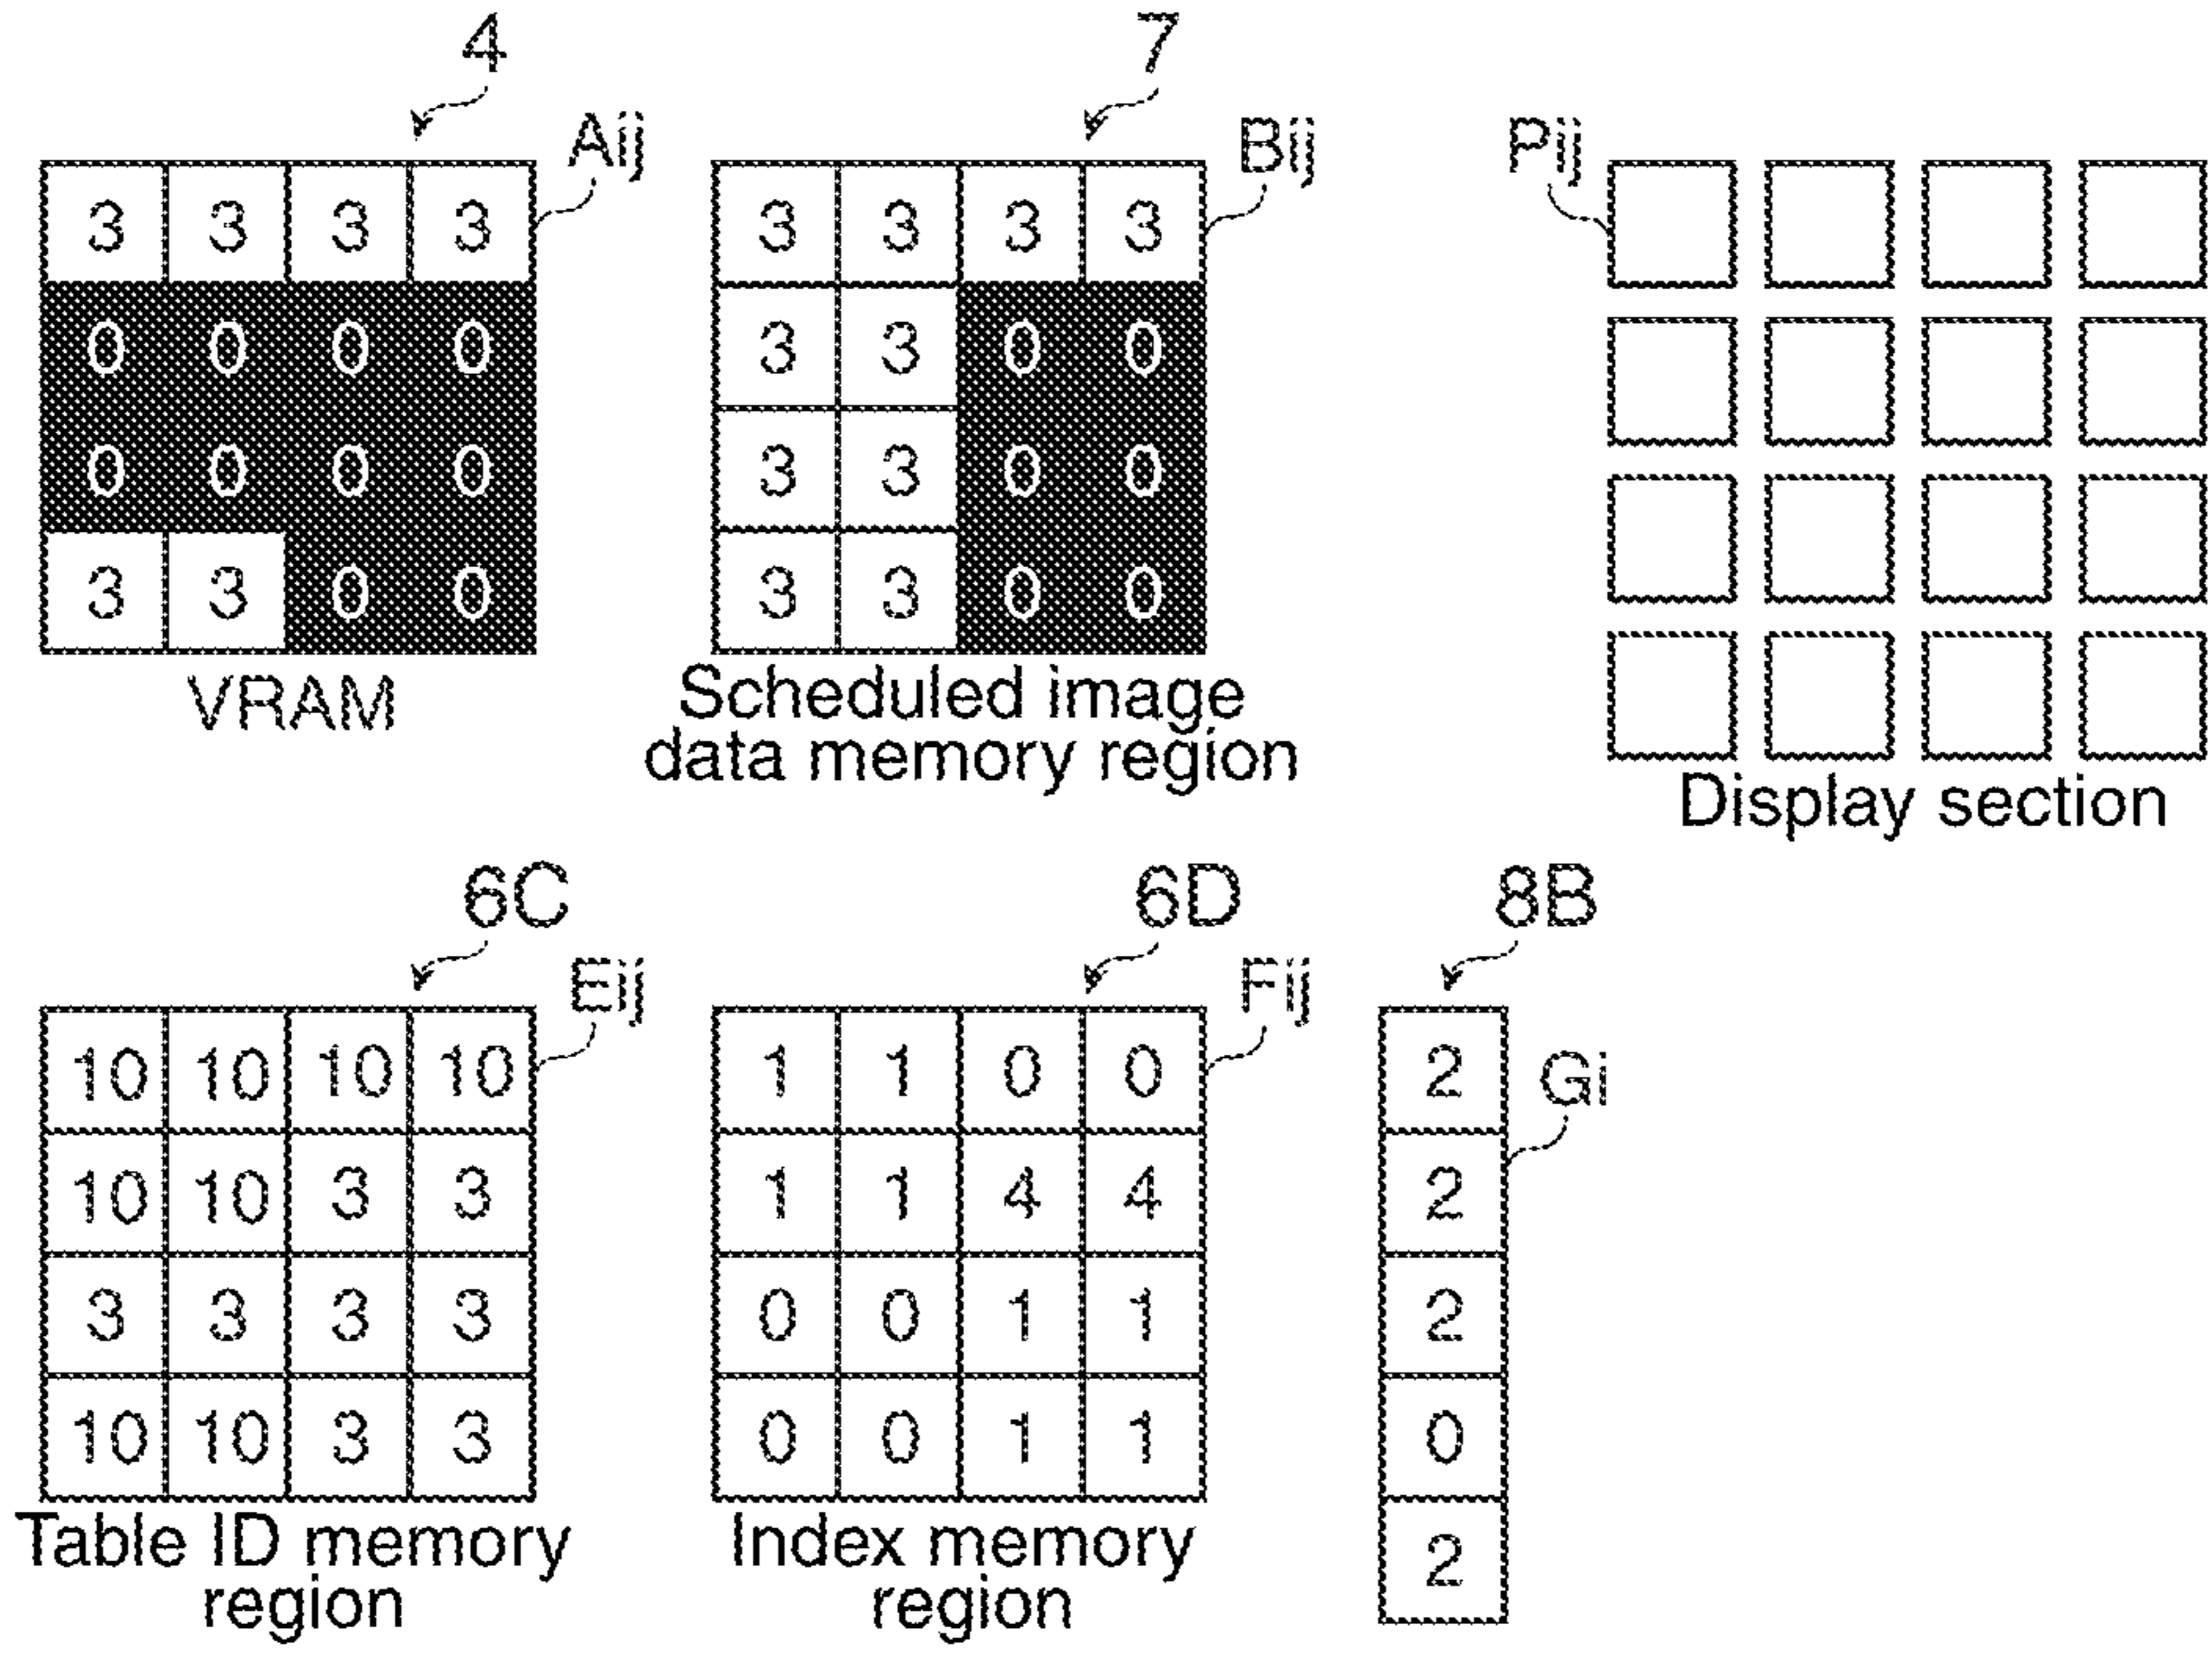 4
7
Aij
Bij
Pij
3 3 3 3
0 0 0 0
0 0 0 0
3 3 0 0
VRAM
3 3 3 3
3 3 0 0
3 3 0 0
3 3 0 0
Scheduled image
data memory region
Display section
6C
6D
8B
Eij
Fij
Gi
10 10 10 10
10 10 3 3
3 3 3 3
10 10 3 3
Table ID memory
region
1 1 0 0
1 1 4 4
0 0 1 1
0 0 1 1
Index memory
region
2
2
2
0
2